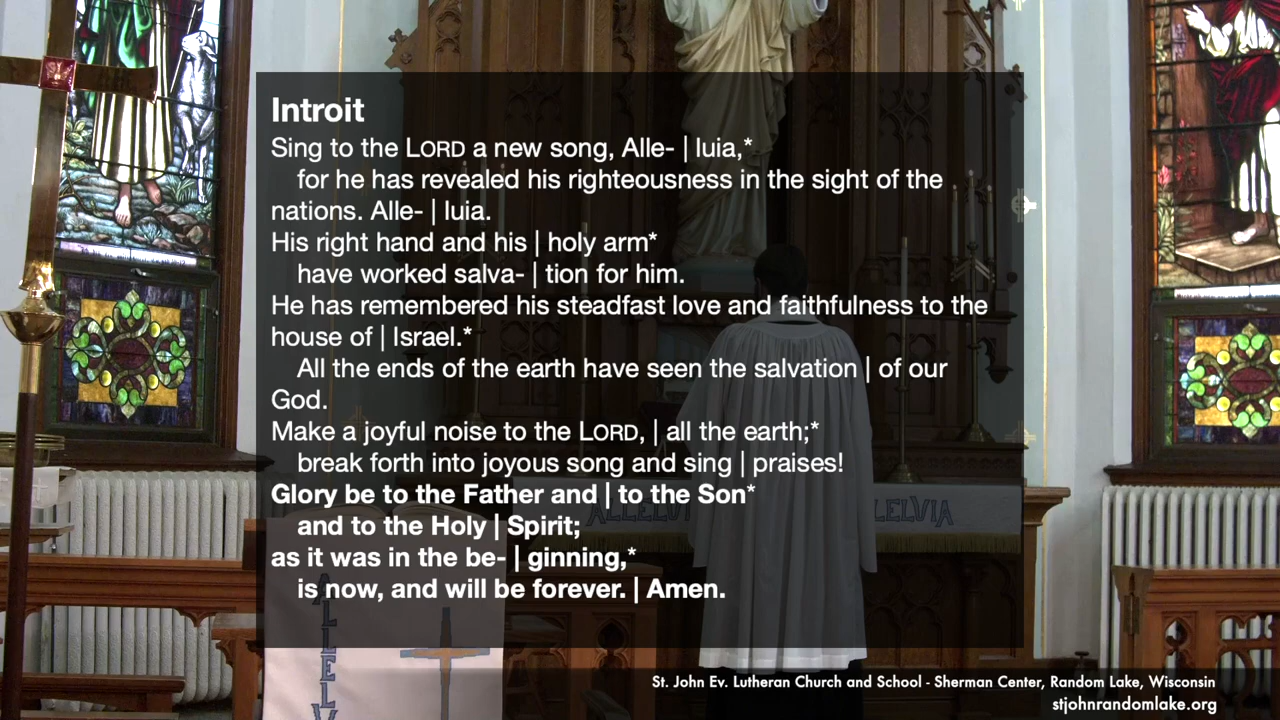 Introit
Sing to the LORD a new song, Alle- | luia,*
for he has revealed his righteousness in the sight of the
nations. Alle- | luia.
His right hand and his | holy arm*
have worked salva- | tion for him.
He has remembered his steadfast love and faithfulness to the
house of | Israel.*
All the ends of the earth have seen the salvation | of our
God.
Make a joyful noise to the LORD, | all the earth;*
break forth into joyous song and sing | praises!
Glory be to the Father and | to the Son*
and to the Holy | Spirit;
as it was in the be- | ginning,*
is now, and will be forever. | Amen.
ALLELVIA
LELVIA
ALLELV
St. John Ev. Lutheran Church and School - Sherman Center, Random Lake, Wisconsin
stjohnrandomlake.org